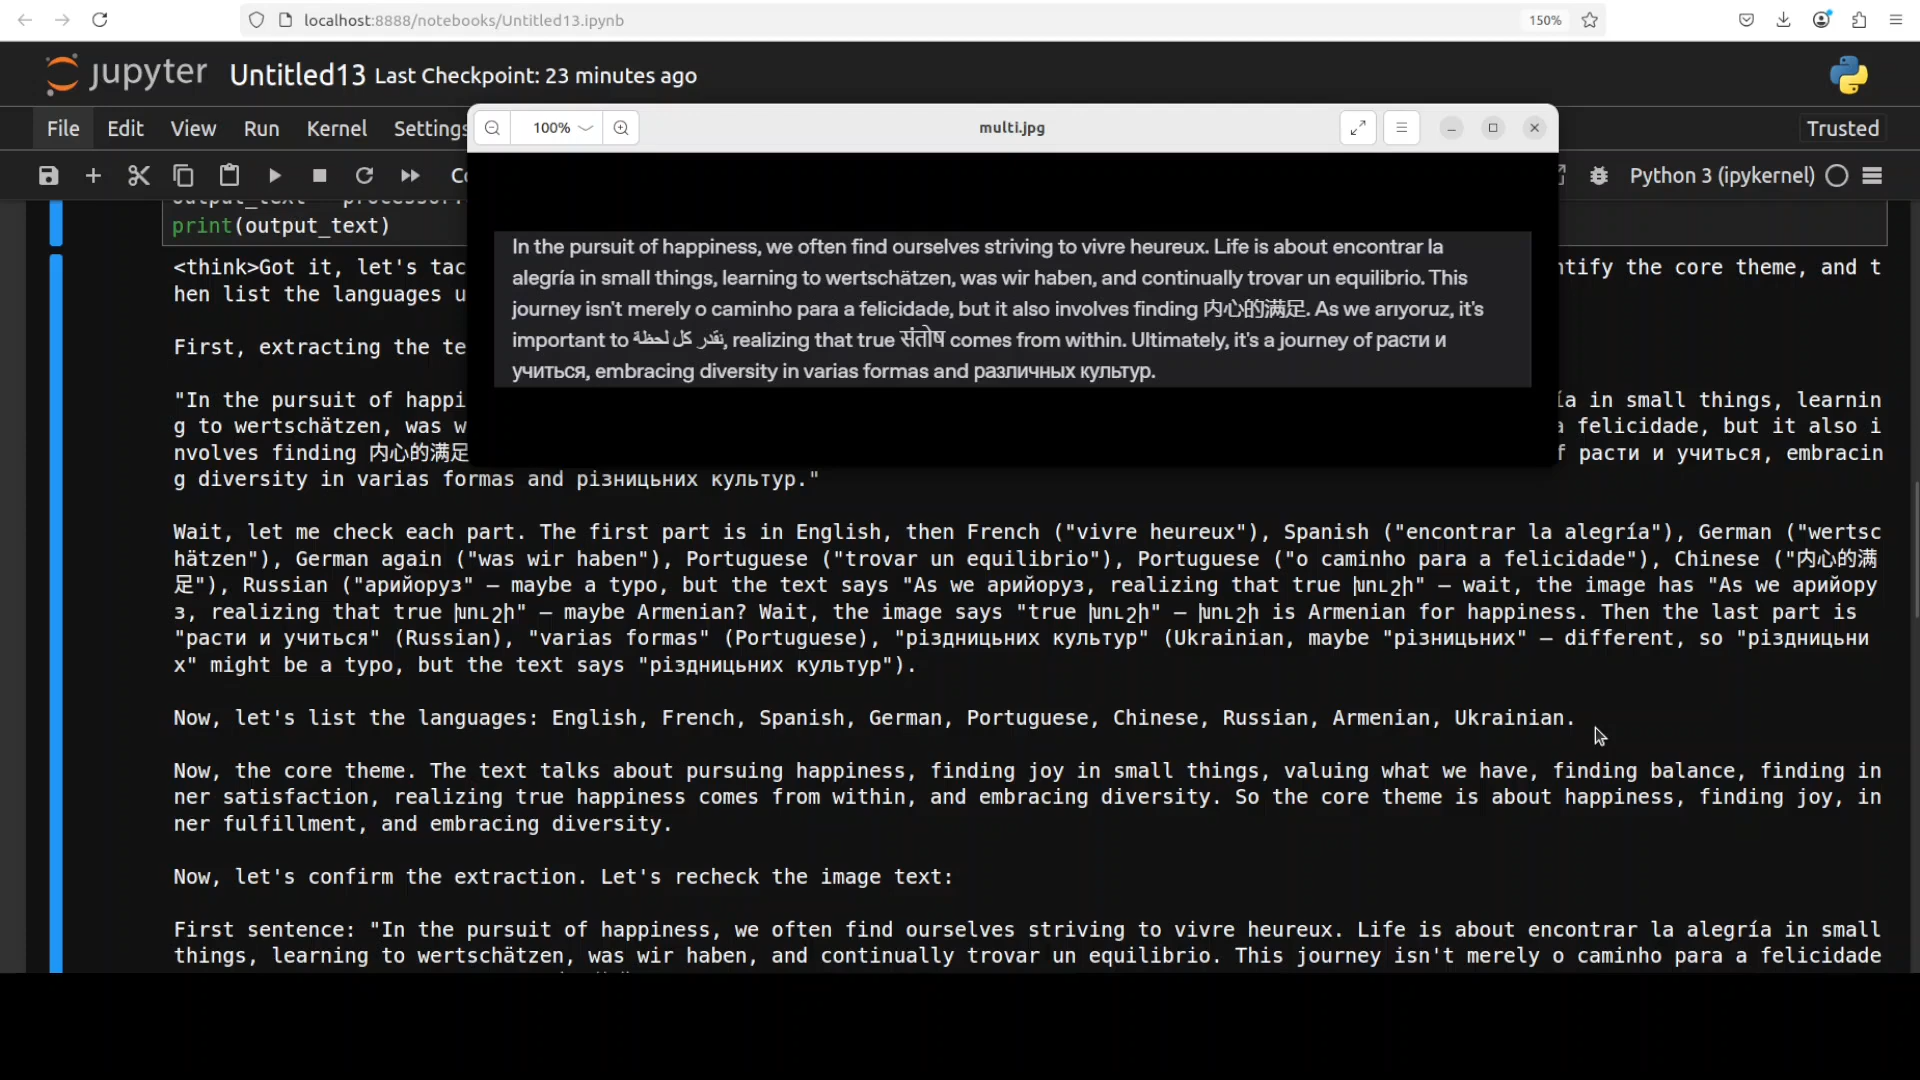 localhost:8888/notebooks/Untitled13.ipynb
150%
jupyter Untitled13 Last Checkpoint: 23 minutes ago
File Edit View Run Kernel Settings
Trusted
100%
multi.jpg
Python 3 (ipykernel)
In the pursuit of happiness, we often find ourselves striving to vivre heureux. Life is about encontrar la
alegría in small things, learning to wertschätzen, was wir haben, and continually trovar un equilibrio. This
journey isn't merely o caminho para a felicidade, but it also involves finding 内心的满足. As we arıyoruz, it's
important to نقدر كل لحظة, realizing that true संतोष comes from within. Ultimately, it's a journey of расти и
учиться, embracing diversity in varias formas and различных культур.
print(output_text)
<think>Got it, let's tac ntify the core theme, and t
hen list the languages u
First, extracting the te
"In the pursuit of happi ía in small things, learnin
g to wertschätzen, was w a felicidade, but it also i
nvolves finding 内心的满足 f расти и учиться, embracin
g diversity in varias formas and різницьних культур."
Wait, let me check each part. The first part is in English, then French ("vivre heureux"), Spanish ("encontrar la alegría"), German ("wertsc
hätzen"), German again ("was wir haben"), Portuguese ("trovar un equilibrio"), Portuguese ("o caminho para a felicidade"), Chinese ("内心的满
足"), Russian ("арийоруз" — maybe a typo, but the text says "As we арийоруз, realizing that true խուշի" — wait, the image has "As we арийору
з, realizing that true խուշի" — maybe Armenian? Wait, the image says "true խուշի" — խուշի is Armenian for happiness. Then the last part is
"расти и учиться" (Russian), "varias formas" (Portuguese), "різдницьних культур" (Ukrainian, maybe "різницьних" — different, so "різдницьни
х" might be a typo, but the text says "різдницьних культур").
Now, let's list the languages: English, French, Spanish, German, Portuguese, Chinese, Russian, Armenian, Ukrainian.
Now, the core theme. The text talks about pursuing happiness, finding joy in small things, valuing what we have, finding balance, finding in
ner satisfaction, realizing true happiness comes from within, and embracing diversity. So the core theme is about happiness, finding joy, in
ner fulfillment, and embracing diversity.
Now, let's confirm the extraction. Let's recheck the image text:
First sentence: "In the pursuit of happiness, we often find ourselves striving to vivre heureux. Life is about encontrar la alegría in small
things, learning to wertschätzen, was wir haben, and continually trovar un equilibrio. This journey isn't merely o caminho para a felicidade